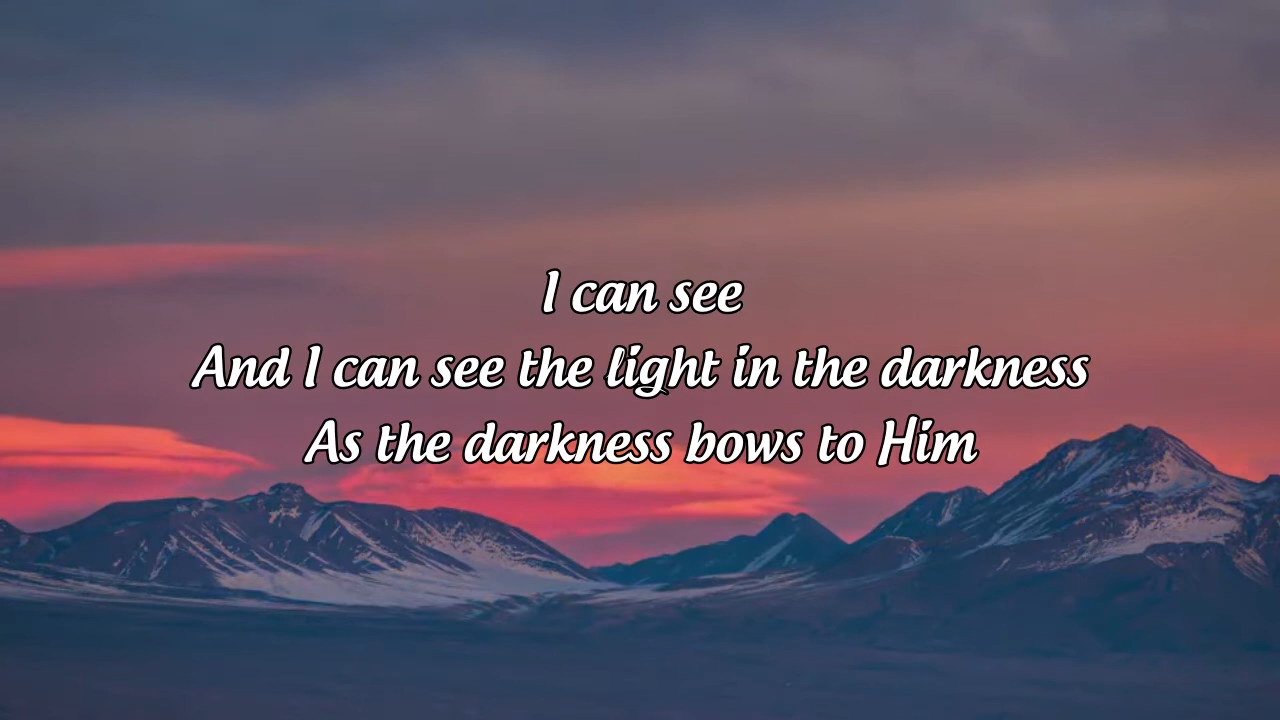 I can see
And I can see the light in the darkness
As the darkness bows to Him